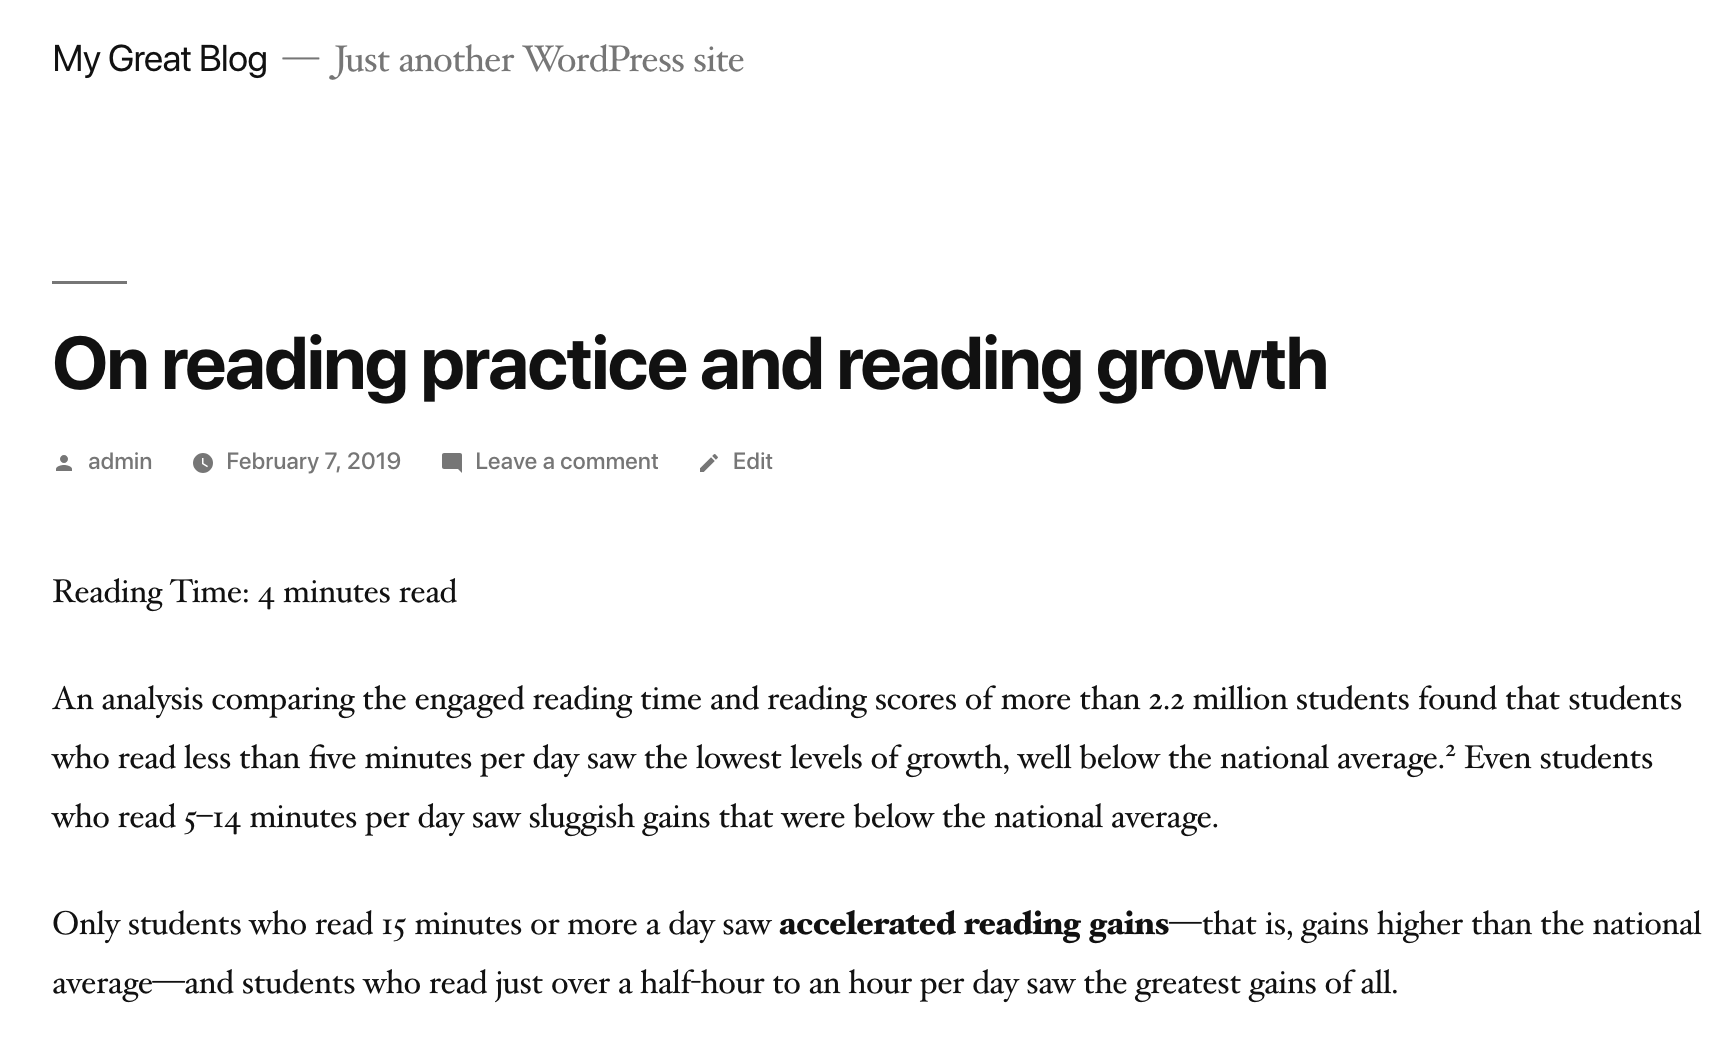 My Great Blog — Just another WordPress site
On reading practice and reading growth
admin February 7, 2019 Leave a comment Edit
Reading Time: 4 minutes read
An analysis comparing the engaged reading time and reading scores of more than 2.2 million students found that students
who read less than five minutes per day saw the lowest levels of growth, well below the national average.² Even students
who read 5–14 minutes per day saw sluggish gains that were below the national average.
Only students who read 15 minutes or more a day saw accelerated reading gains—that is, gains higher than the national
average—and students who read just over a half-hour to an hour per day saw the greatest gains of all.